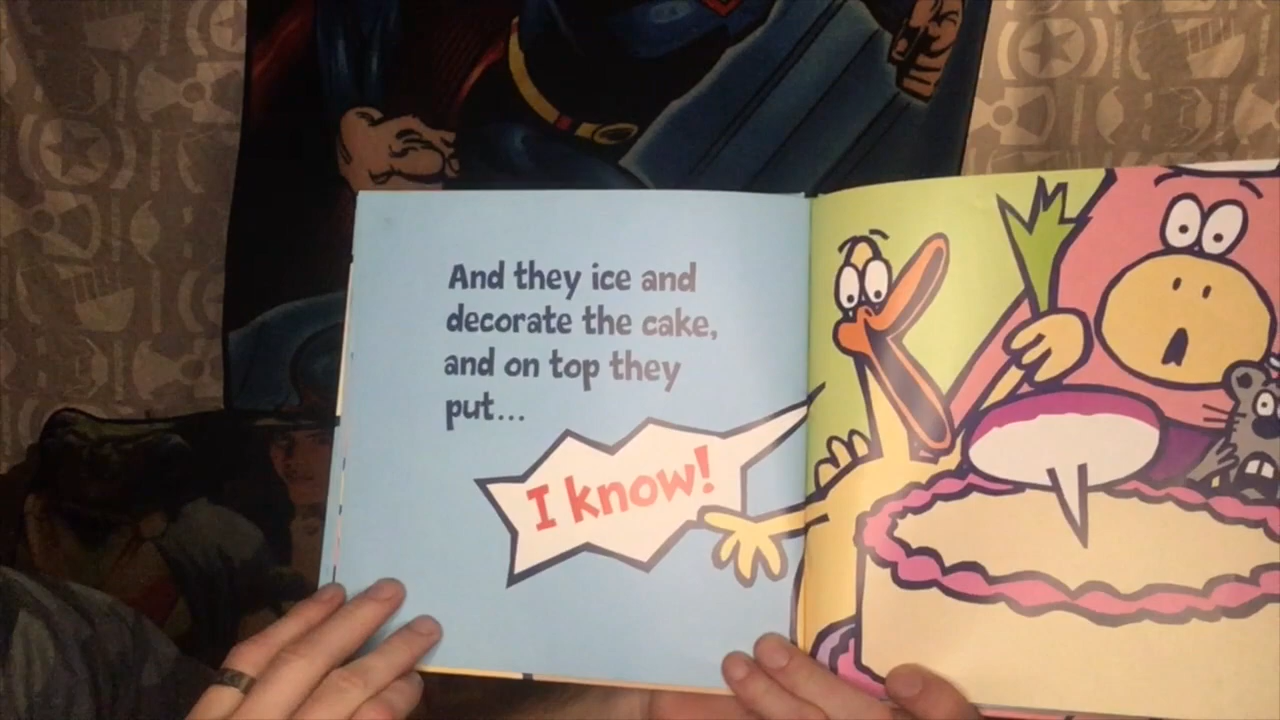 And they ice and
decorate the cake,
and on top they
put...
I know!